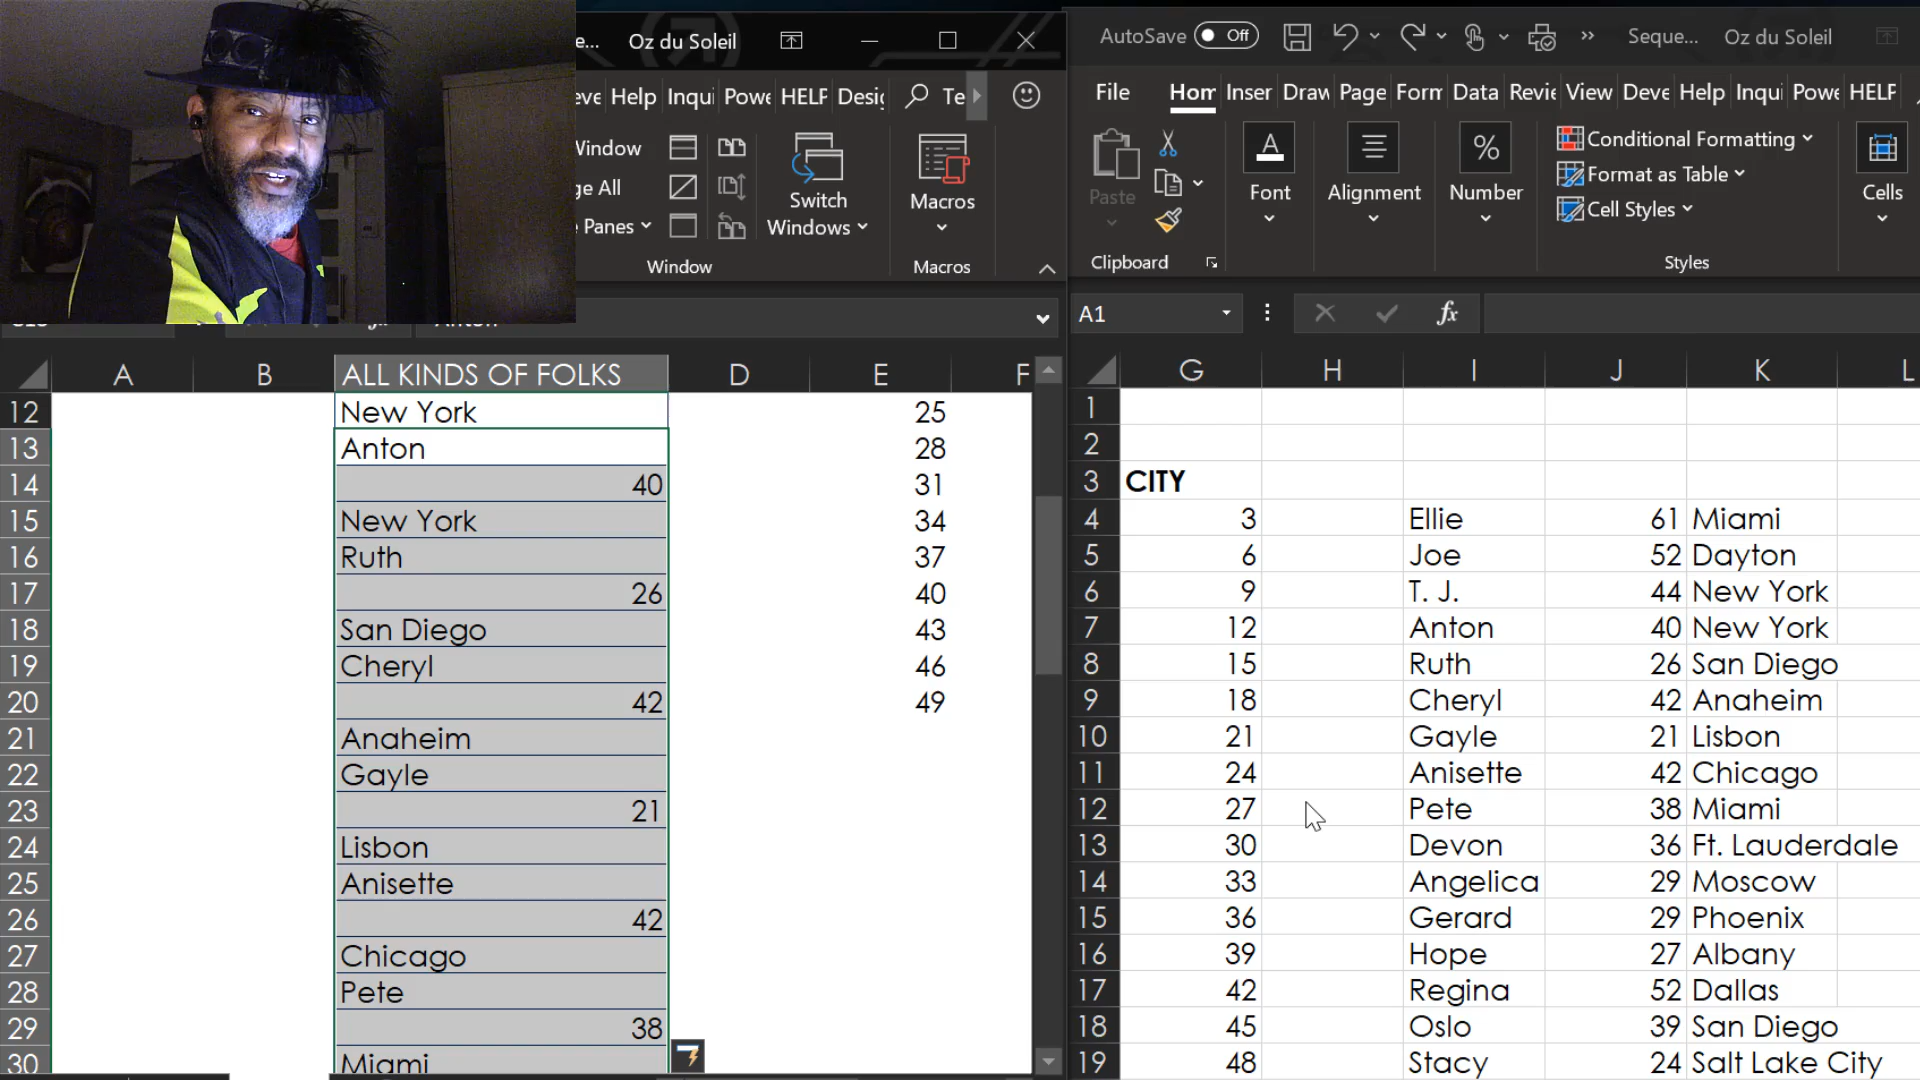 e... Oz du Soleil
eve Help Inqui Powe HELP Desig Te
Window
ge All
Panes
Switch
Windows
Macros
Window
Macros
AutoSave Off Seque... Oz du Soleil
File Hom Inser Draw Page Form Data Revie View Deve Help Inqui Powe HELP
Paste
Font
Alignment
Number
Conditional Formatting
Format as Table
Cell Styles
Cells
Clipboard
Styles
A1 fx
A B ALL KINDS OF FOLKS D E F
12 New York 25
13 Anton 28
14 40 31
15 New York 34
16 Ruth 37
17 26 40
18 San Diego 43
19 Cheryl 46
20 42 49
21 Anaheim
22 Gayle
23 21
24 Lisbon
25 Anisette
26 42
27 Chicago
28 Pete
29 38
30 Miami
G H I J K L
1
2
3 CITY
4 3 Ellie 61 Miami
5 6 Joe 52 Dayton
6 9 T. J. 44 New York
7 12 Anton 40 New York
8 15 Ruth 26 San Diego
9 18 Cheryl 42 Anaheim
10 21 Gayle 21 Lisbon
11 24 Anisette 42 Chicago
12 27 Pete 38 Miami
13 30 Devon 36 Ft. Lauderdale
14 33 Angelica 29 Moscow
15 36 Gerard 29 Phoenix
16 39 Hope 27 Albany
17 42 Regina 52 Dallas
18 45 Oslo 39 San Diego
19 48 Stacy 24 Salt Lake City